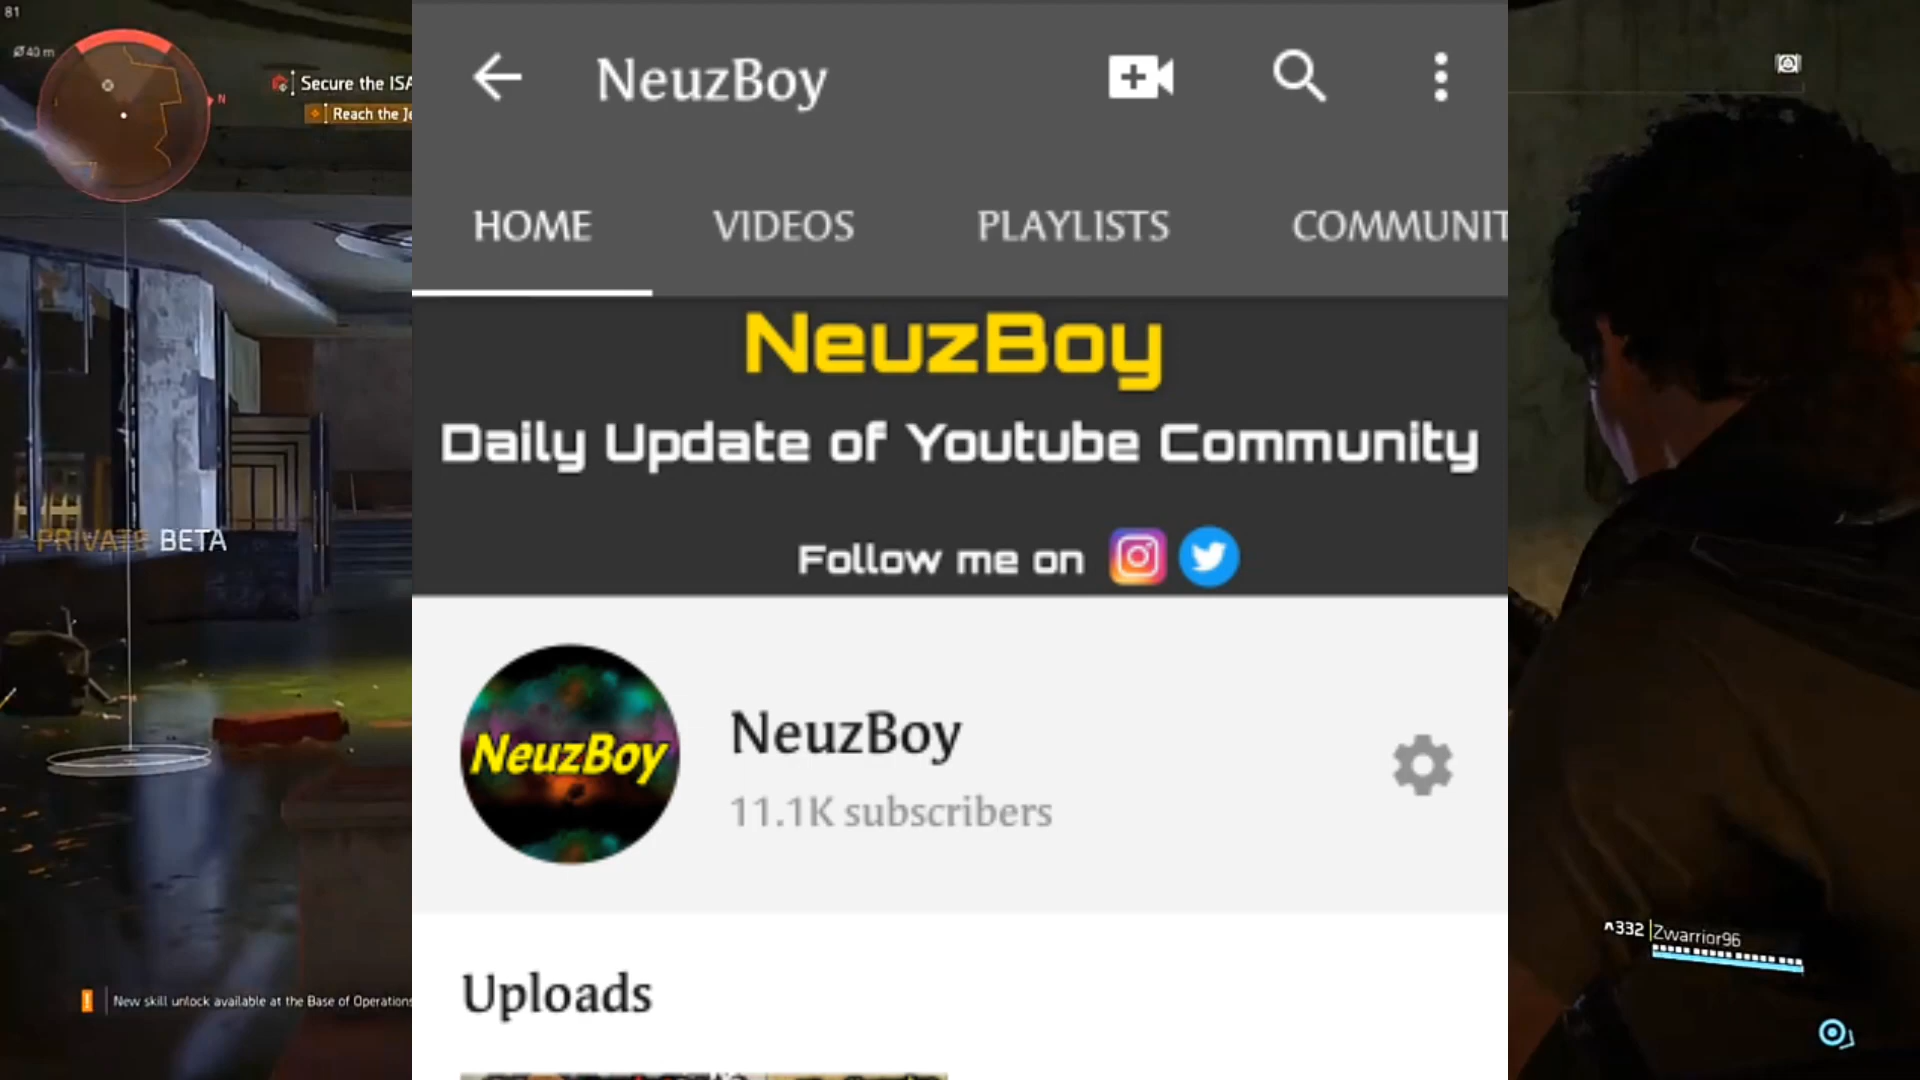 81
Ø 40 m
N
Secure the ISA
Reach the Je
PRIVATE BETA
New skill unlock available at the Base of Operations
NeuzBoy
HOME VIDEOS PLAYLISTS COMMUNIT
NeuzBoy
Daily Update of Youtube Community
Follow me on
NeuzBoy
NeuzBoy
11.1K subscribers
Uploads
^332 Zwarrior96